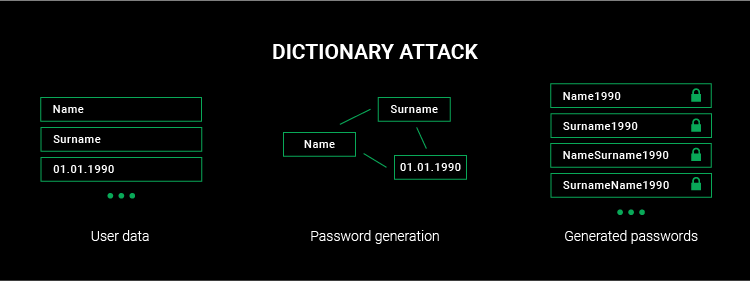 DICTIONARY ATTACK
Name
Surname
01.01.1990
User data
Surname
Name
01.01.1990
Password generation
Name1990
Surname1990
NameSurname1990
SurnameName1990
Generated passwords